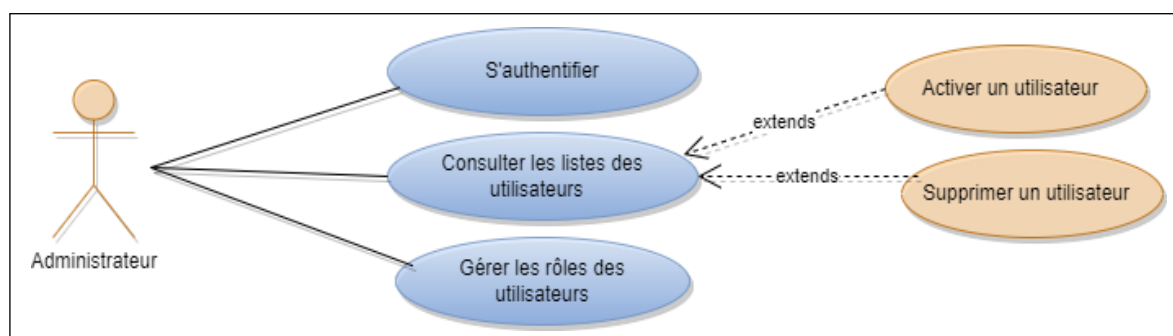 S'authentifier
Activer un utilisateur
extends
Consulter les listes des
utilisateurs
extends
Supprimer un utilisateur
Administrateur
Gérer les rôles des
utilisateurs